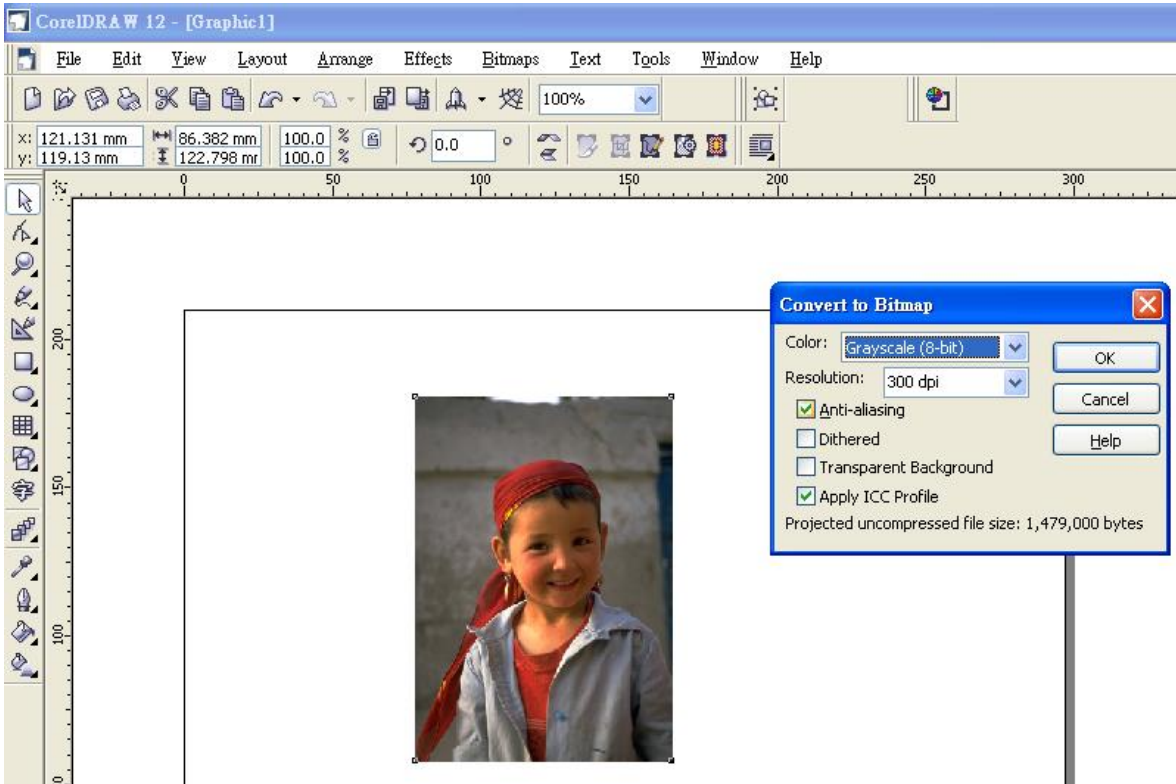 CorelDRAW 12 - [Graphic1]
File Edit View Layout Arrange Effects Bitmaps Text Tools Window Help
100%
x: 121.131 mm 86.382 mm 100.0 % 0.0 °
y: 119.13 mm 122.798 mr 100.0 %
0 50 100 150 200 250 300
200
150
100
字
Convert to Bitmap
Color: Grayscale (8-bit) OK
Resolution: 300 dpi Cancel
Anti-aliasing
Dithered Help
Transparent Background
Apply ICC Profile
Projected uncompressed file size: 1,479,000 bytes